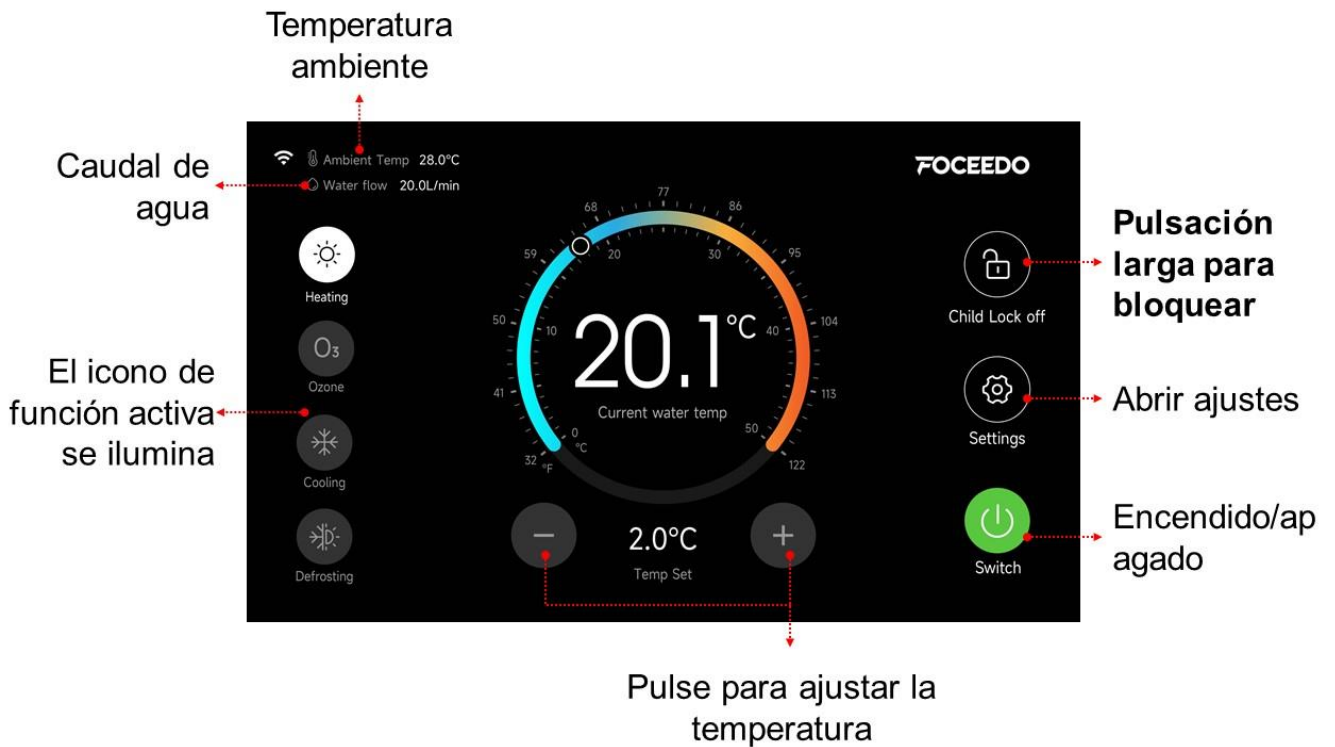 Temperatura
ambiente
Caudal de
agua
Ambient Temp 28.0°C
Water flow 20.0L/min
FOCEEDO
Heating
O₃
Ozone
El icono de
función activa
se ilumina
Cooling
Defrosting
77
68
86
59
95
20
30
50
104
10
40
41
113
0
°C
50
32
°F
122
20.1°C
Current water temp
2.0°C
Temp Set
Child Lock off
Pulsación
larga para
bloquear
Settings
Abrir ajustes
Switch
Encendido/ap
agado
Pulse para ajustar la
temperatura